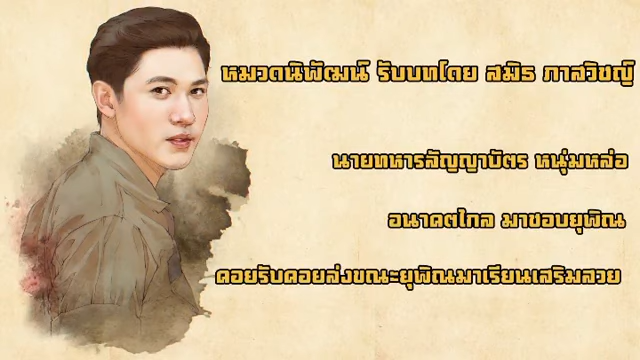 หมวดนิพัฒน์ รับบทโดย สมิธ ภาสวิชญ์
นายทหารสัญญาบัตร หนุ่มหล่อ
อนาคตไกล มาชอบยุพิณ
คอยรับคอยส่งขณะยุพิณมาเรียนเสริมสวย